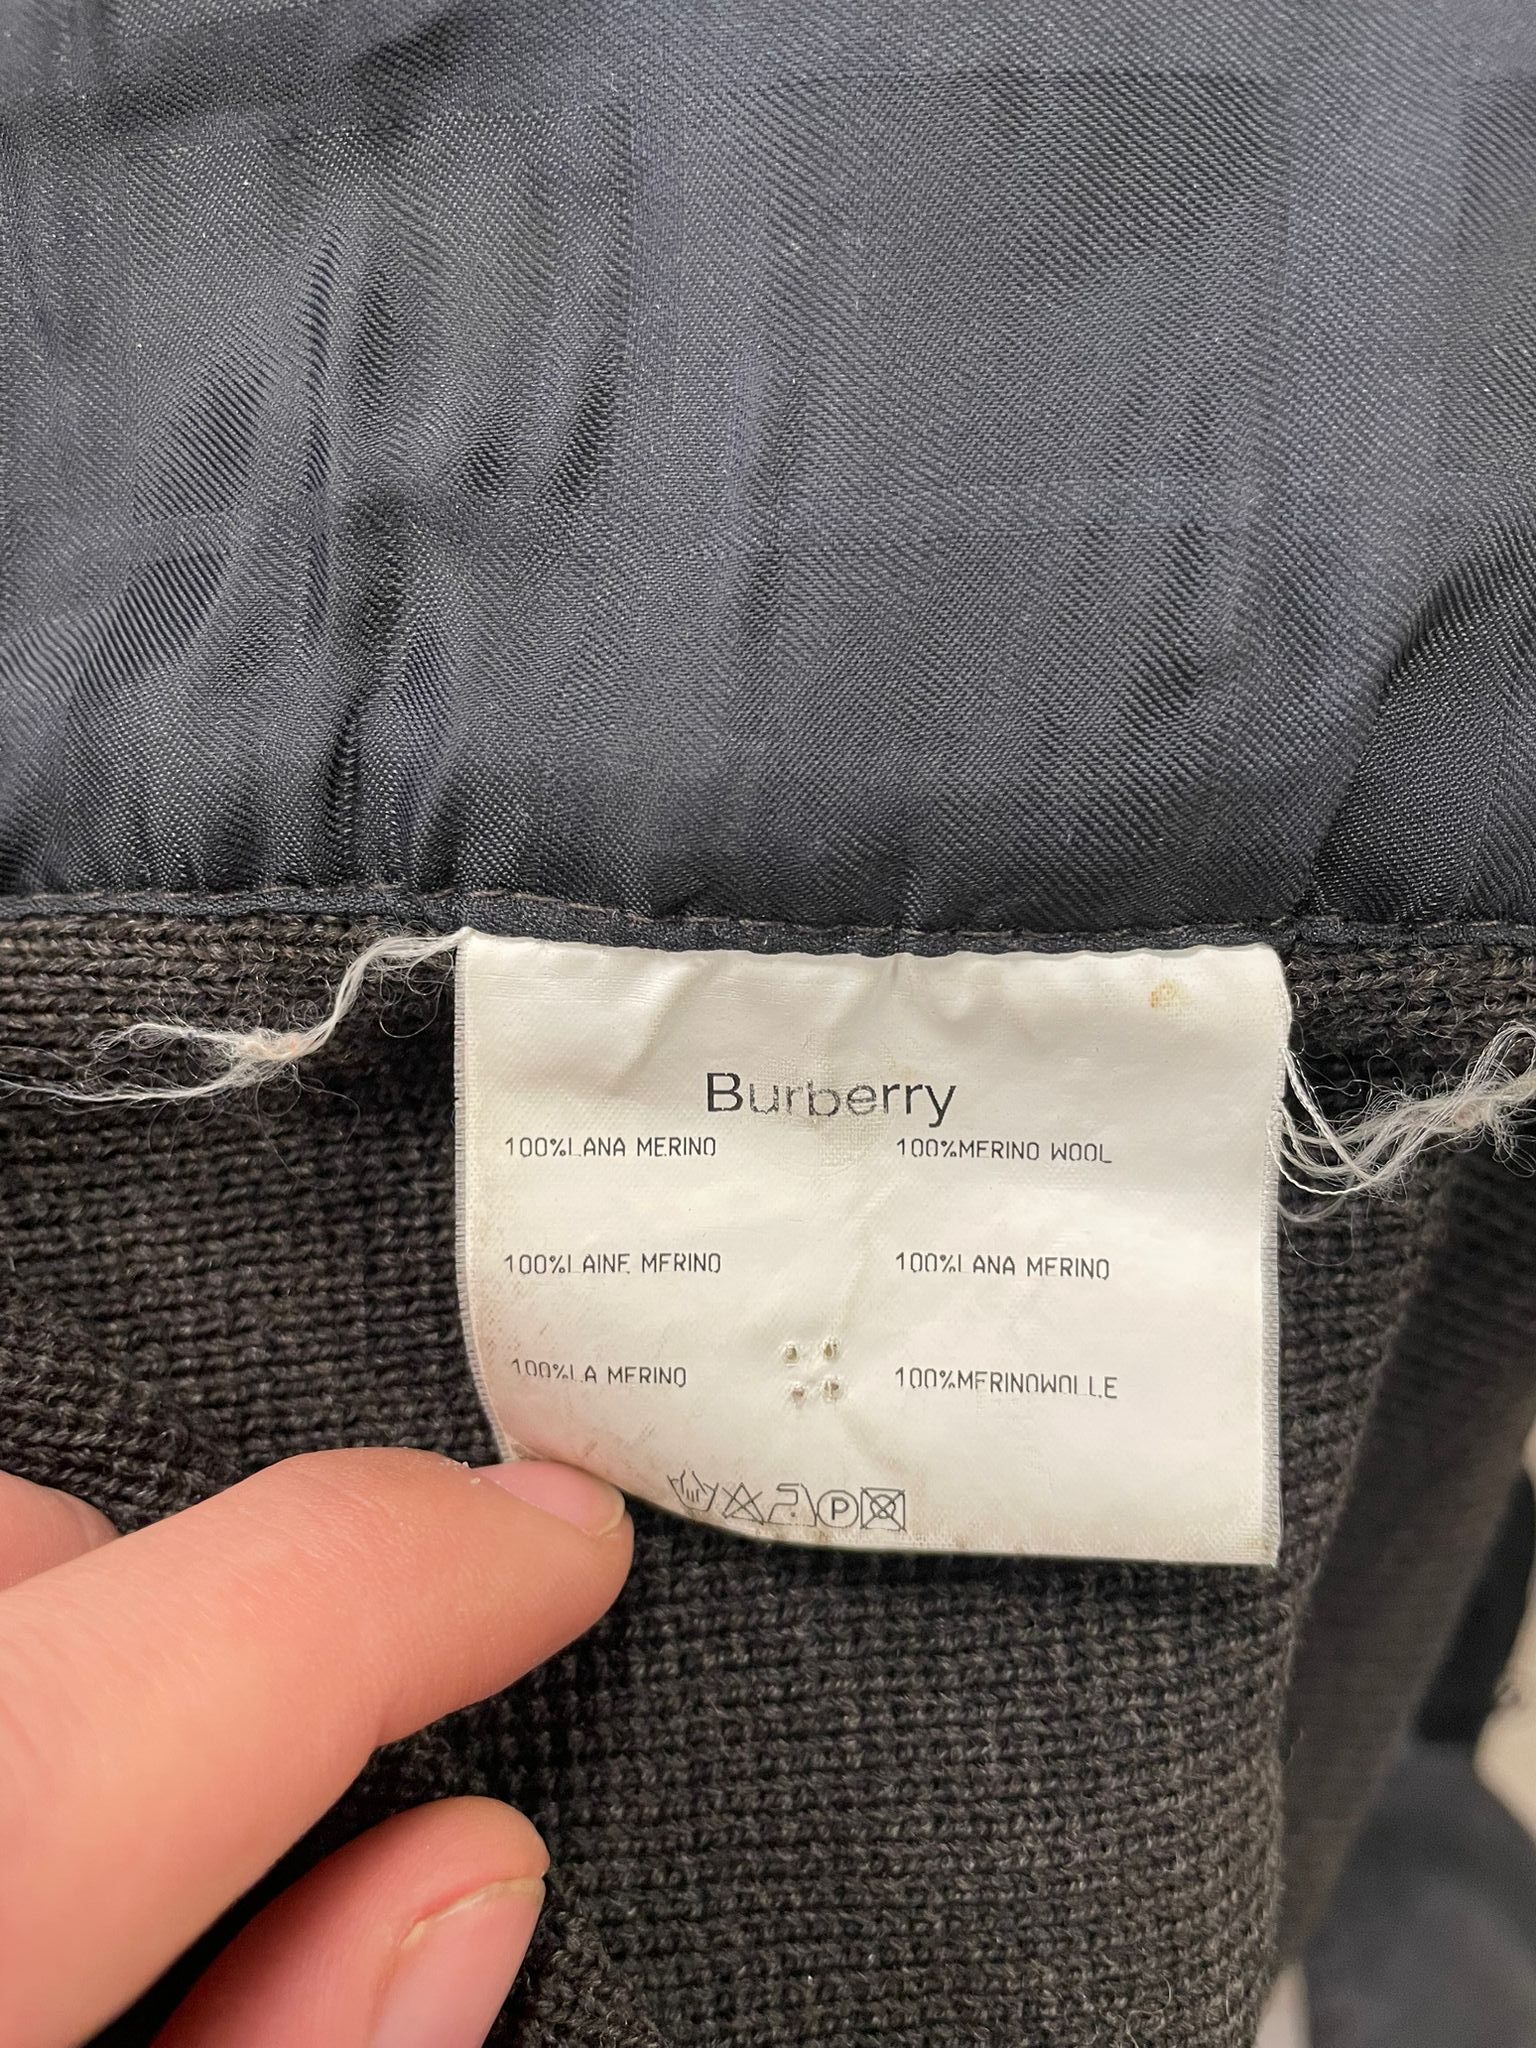 Burberry
100%LANA MERINO 100%MERINO WOOL
100%LAINE MERINO 100%LANA MERINO
100%LA MERINO 100%MERINOWOLLE
P